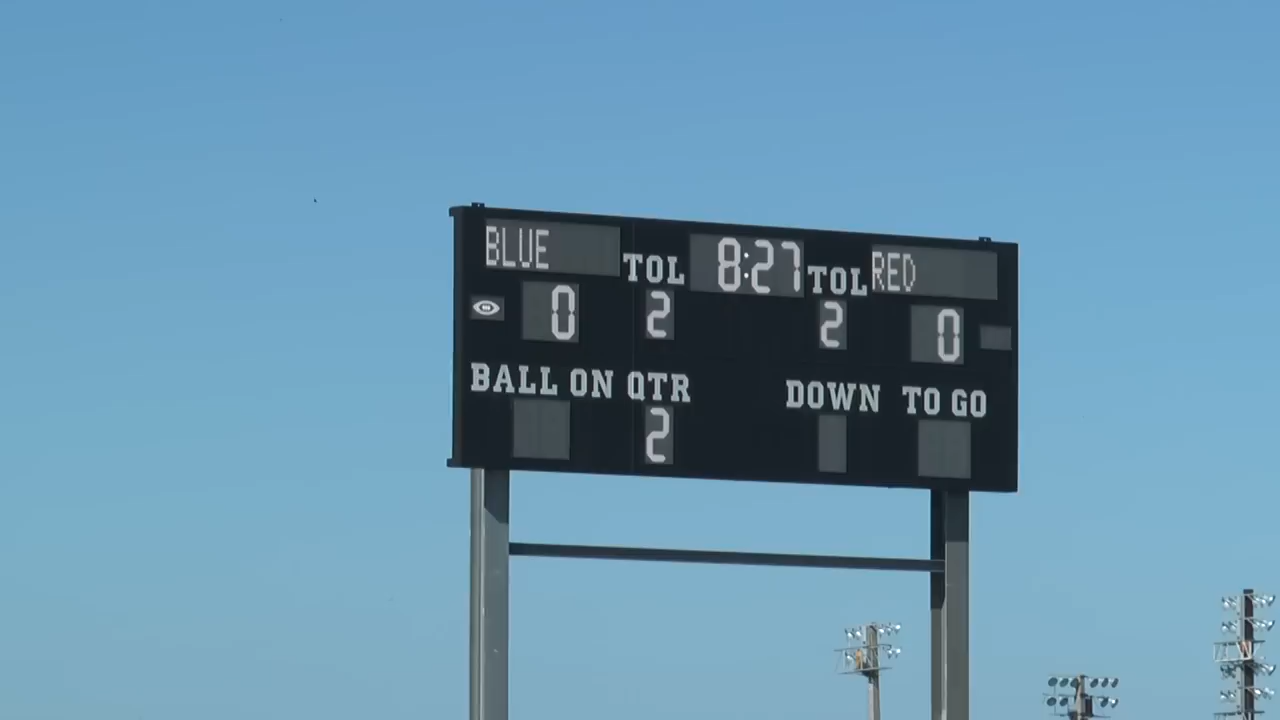 BLUE TOL 8:27 TOL RED
0 2 2 0
BALL ON QTR DOWN TO GO
2